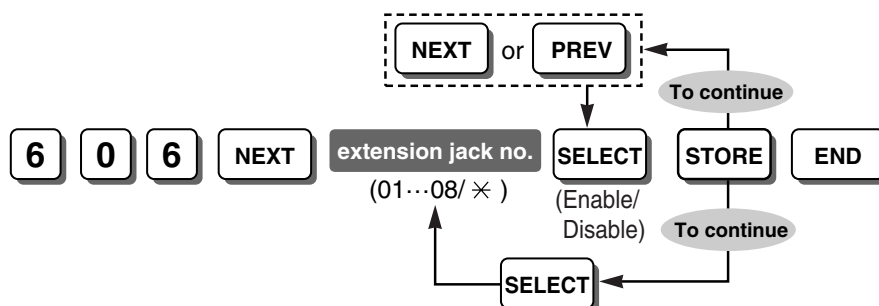 NEXT or PREV
To continue
6 0 6 NEXT extension jack no. SELECT STORE END
(01···08/ ✳ )
(Enable/
Disable)
To continue
SELECT